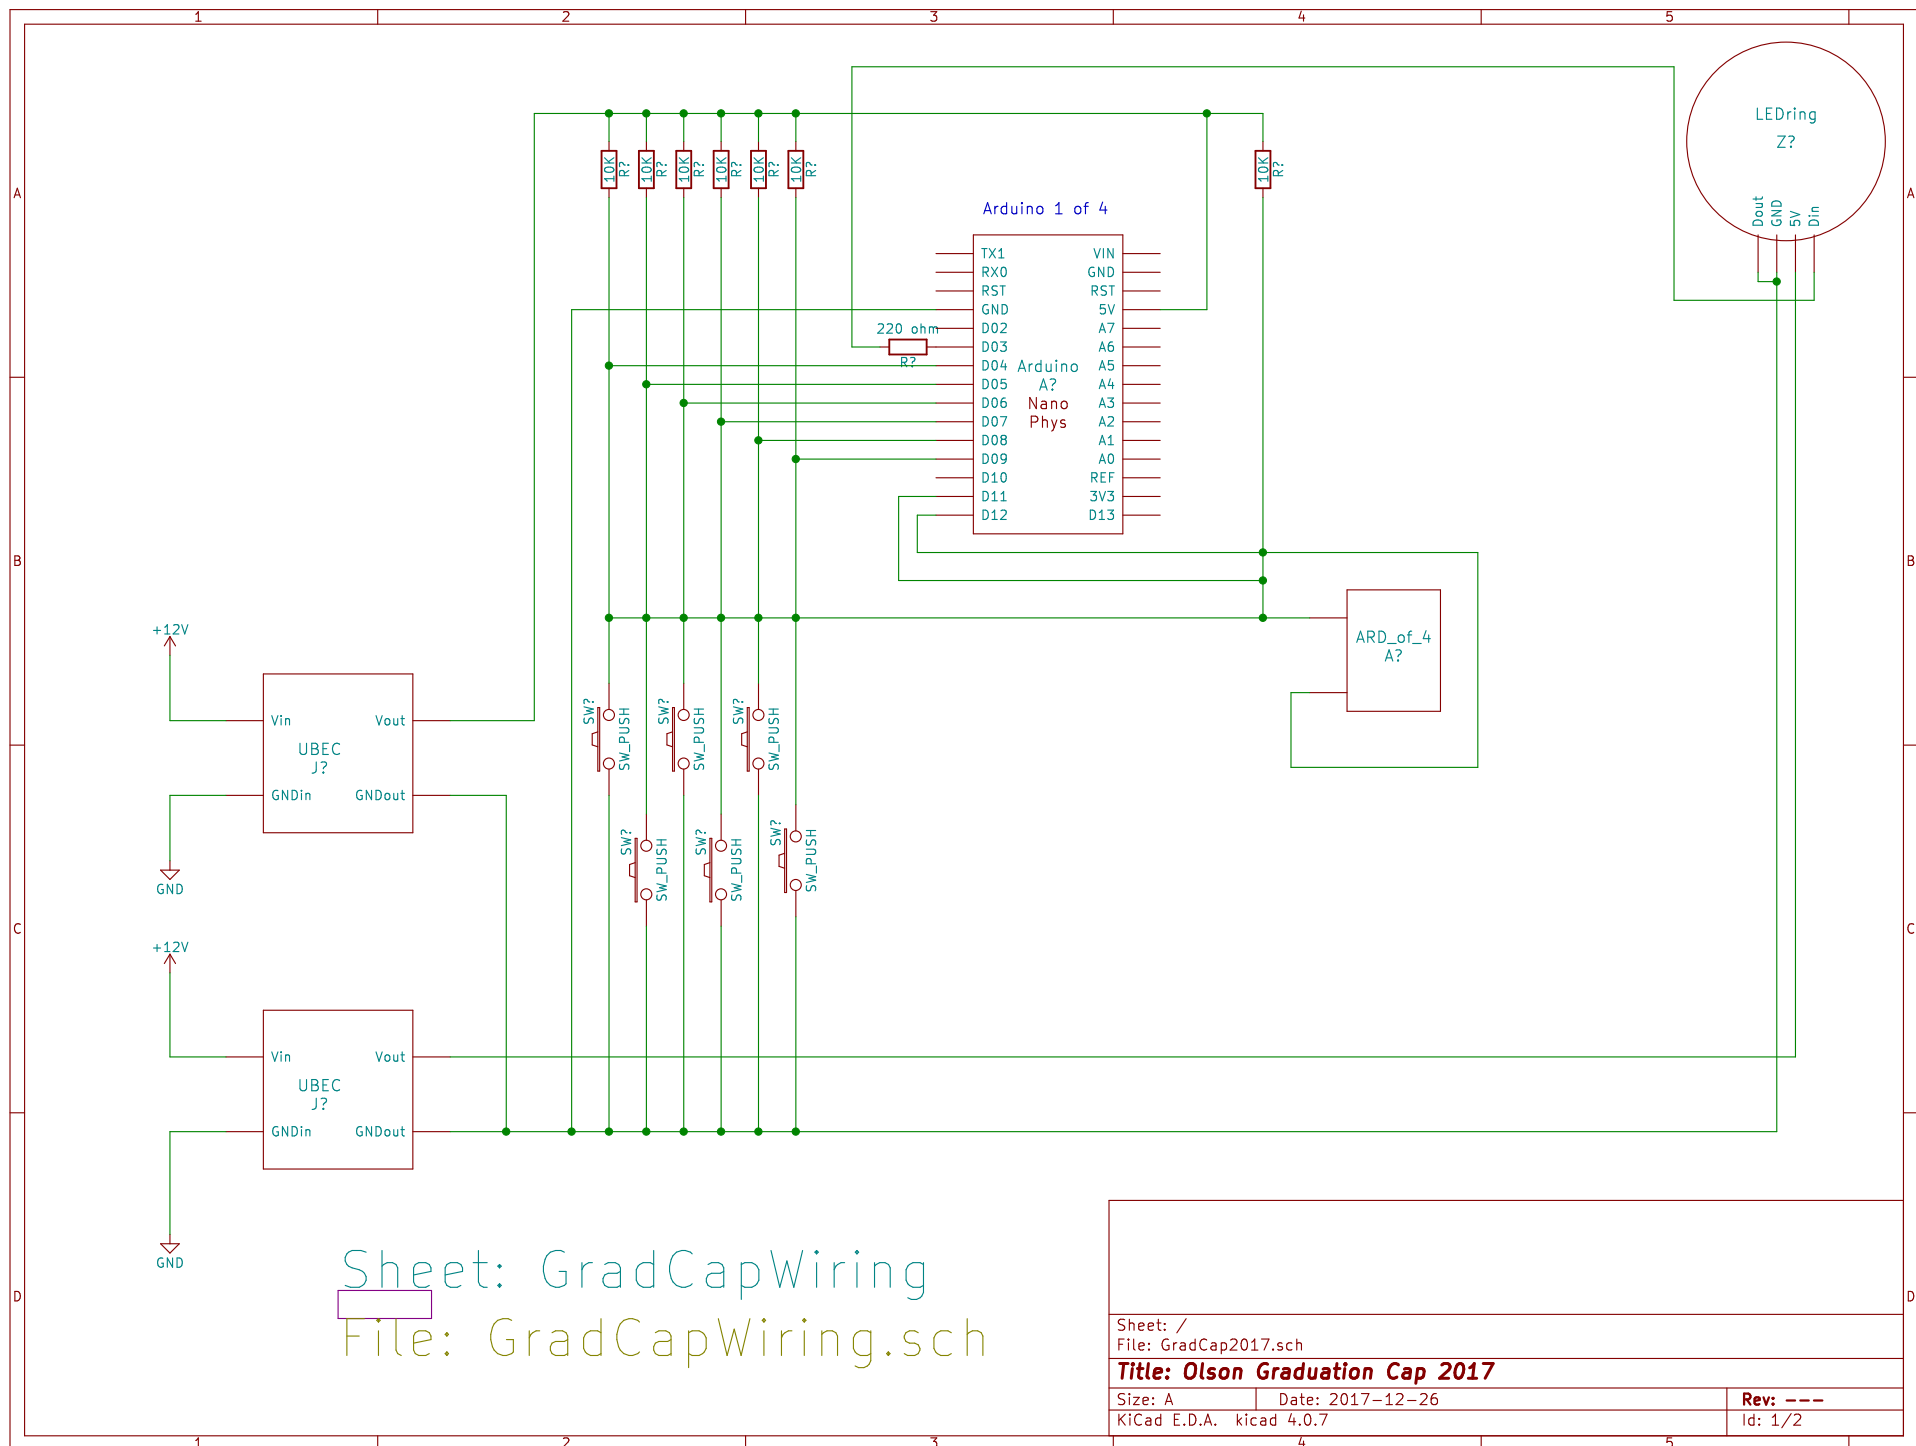 1 2 3 4 5
A
B
C
D
A
B
C
D
LEDring
Z?
Dout
GND
5V
Din
10K
R?
10K
R?
10K
R?
10K
R?
10K
R?
10K
R?
10K
R?
Arduino 1 of 4
TX1
RX0
RST
GND
D02
D03
D04
D05
D06
D07
D08
D09
D10
D11
D12
Arduino
A?
Nano
Phys
VIN
GND
RST
5V
A7
A6
A5
A4
A3
A2
A1
A0
REF
3V3
D13
220 ohm
R?
ARD_of_4
A?
+12V
Vin
Vout
UBEC
J?
GNDin
GNDout
GND
SW?
SW_PUSH
SW?
SW_PUSH
SW?
SW_PUSH
SW?
SW_PUSH
SW?
SW_PUSH
SW?
SW_PUSH
+12V
Vin
Vout
UBEC
J?
GNDin
GNDout
GND
Sheet: GradCapWiring
File: GradCapWiring.sch
Sheet: /
File: GradCap2017.sch
Title: Olson Graduation Cap 2017
Size: A
Date: 2017-12-26
Rev: ---
KiCad E.D.A. kicad 4.0.7
Id: 1/2
1 2 3 4 5